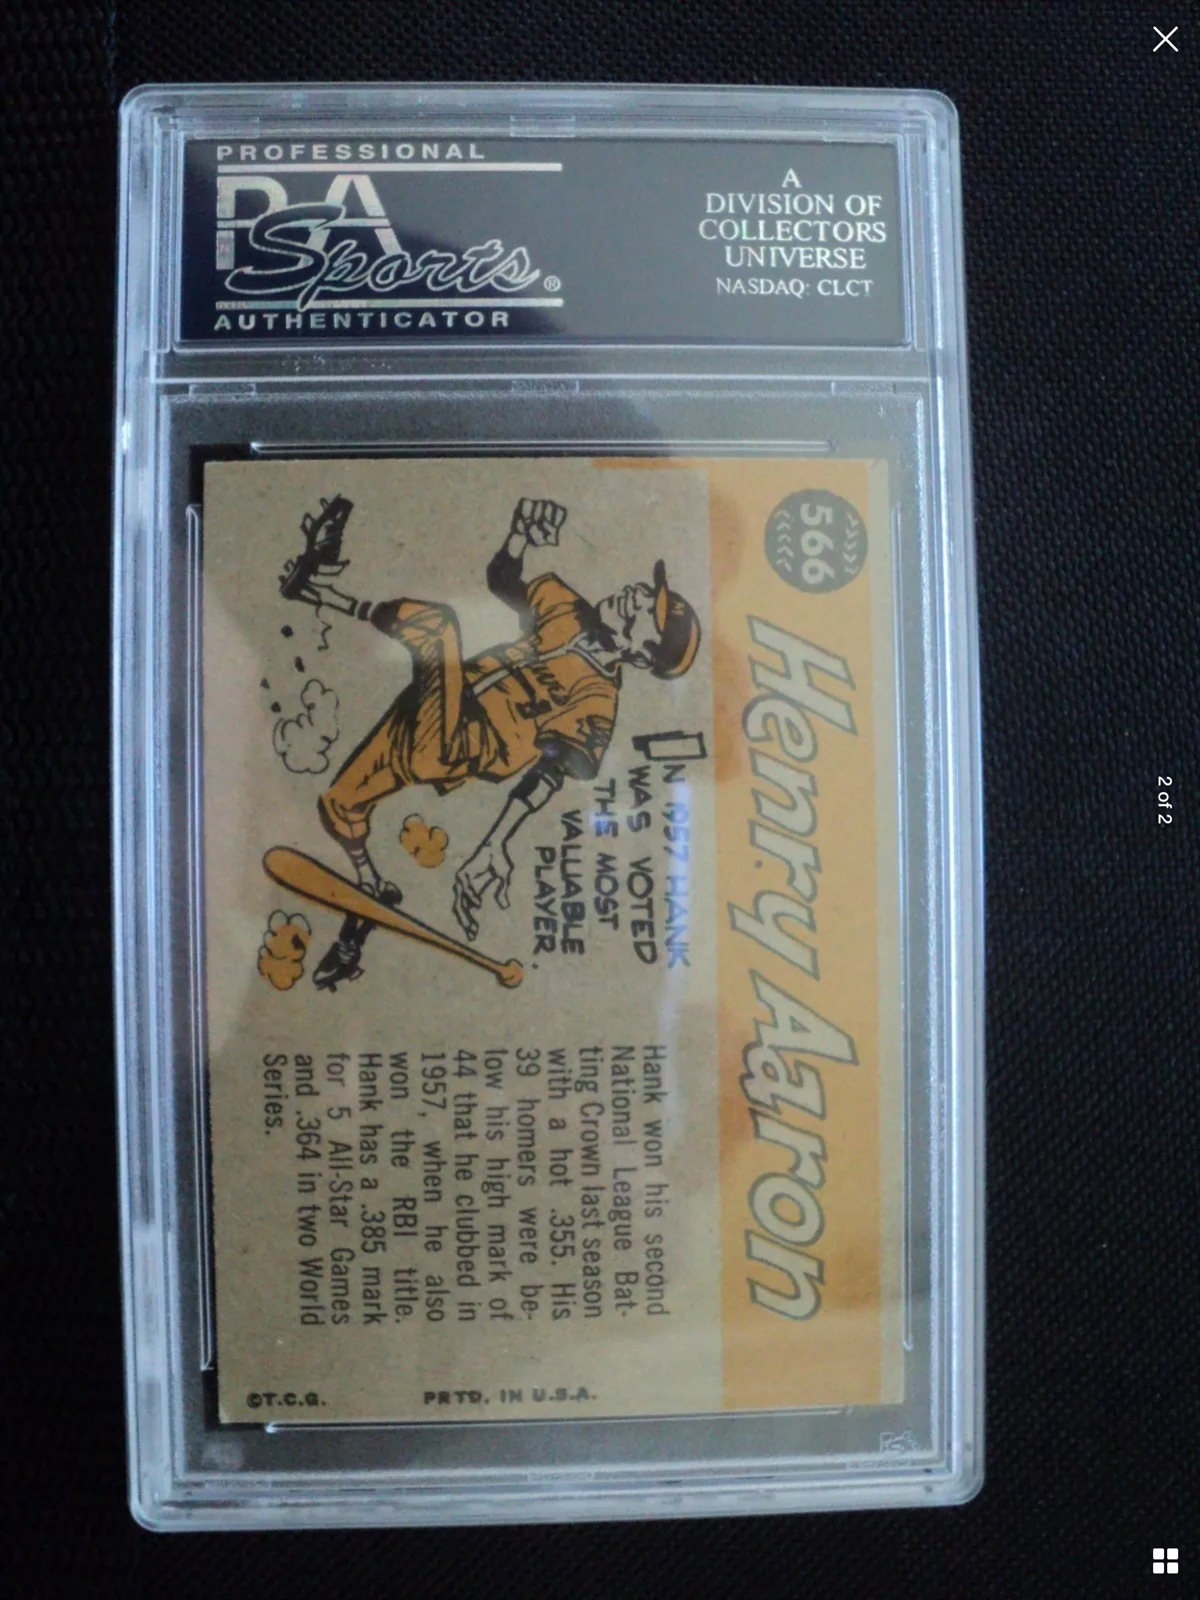 PROFESSIONAL
PSA
Sports®
AUTHENTICATOR
A
DIVISION OF
COLLECTORS
UNIVERSE
NASDAQ: CLCT
566
Henry Aaron
IN 1957 HANK
WAS VOTED
THE MOST
VALUABLE
PLAYER.
Hank won his second
National League Bat-
ting Crown last season
with a hot .355. His
39 homers were be-
low his high mark of
44 that he clubbed in
1957, when he also
won the RBI title.
Hank has a .385 mark
for 5 All-Star Games
and .364 in two World
Series.
©T.C.G.
PRTD. IN U.S.A.
2 of 2